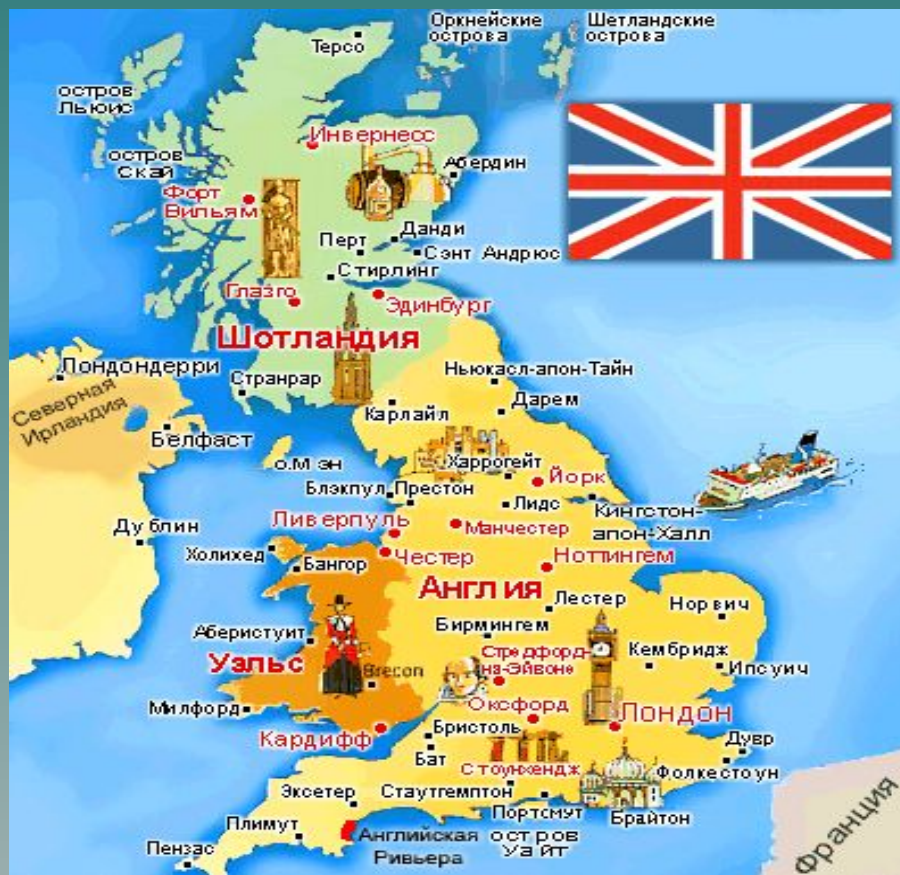 Оркнейские
острова
Шетландские
острова
Терсо
остров
Льюис
Инвернесс
остров
Скай
Абердин
Форт
Вильям
Данди
Перт
Сэнт Андрюс
Стирлинг
Глазго
Эдинбург
Шотландия
Лондондерри
Ньюкасл-апон-Тайн
Странрар
Северная
Ирландия
Дарем
Карлайл
Белфаст
о.Мэн
Харрогейт
Йорк
Блэкпул
Престон
Лидс
Кингстон-
апон-Халл
Ливерпуль
Манчестер
Дублин
Холихед
Честер
Ноттингем
Бангор
Англия
Лестер
Норвич
Аберистуит
Бирмингем
Стредфорд-
на-Эйвоне
Кембридж
Уэльс
Brecon
Ипсуич
Милфорд
Оксфорд
Лондон
Кардифф
Бристоль
Дувр
Бат
Стоунхендж
Фолкестоун
Эксетер
Стаутгемптон
Портсмут
Брайтон
Плимут
Английская
Ривьера
остров
Уайт
Пензас
Франция